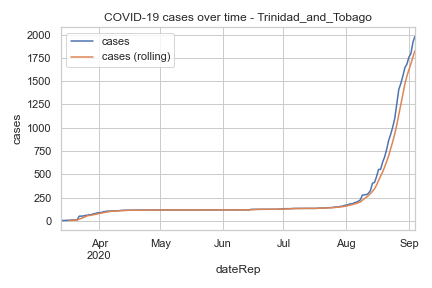 COVID-19 cases over time - Trinidad_and_Tobago
cases
cases (rolling)
2000
1750
1500
1250
1000
750
500
250
0
cases
Apr
2020
May
Jun
Jul
Aug
Sep
dateRep